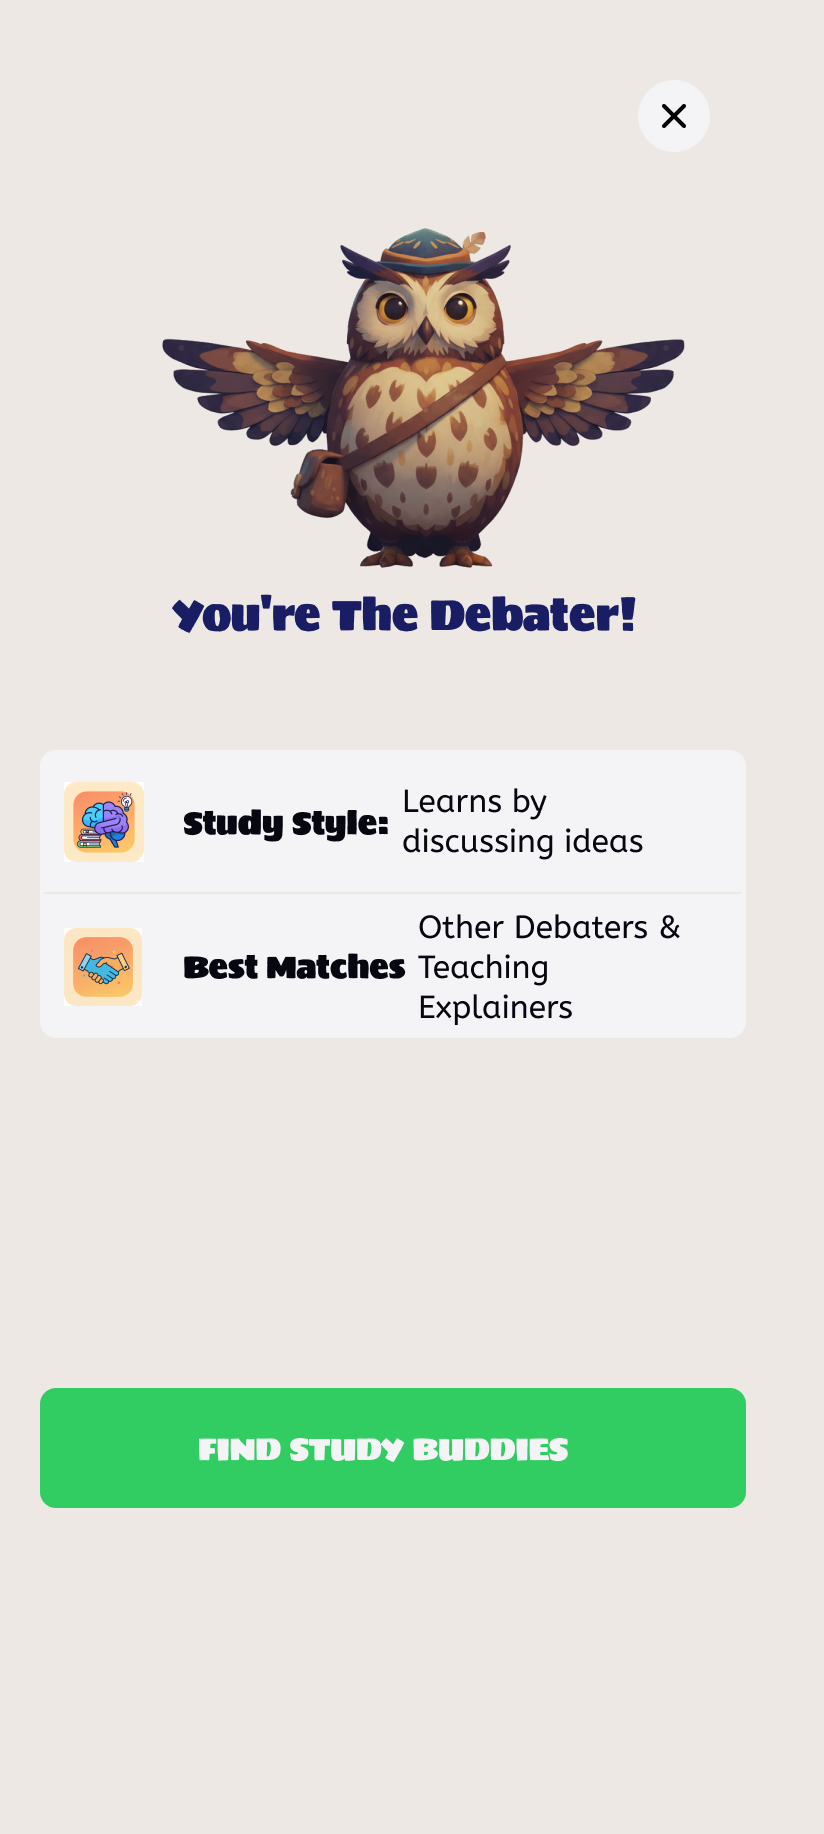 You're The Debater!
Study Style: Learns by
discussing ideas
Best Matches Other Debaters &
Teaching
Explainers
FIND STUDY BUDDIES